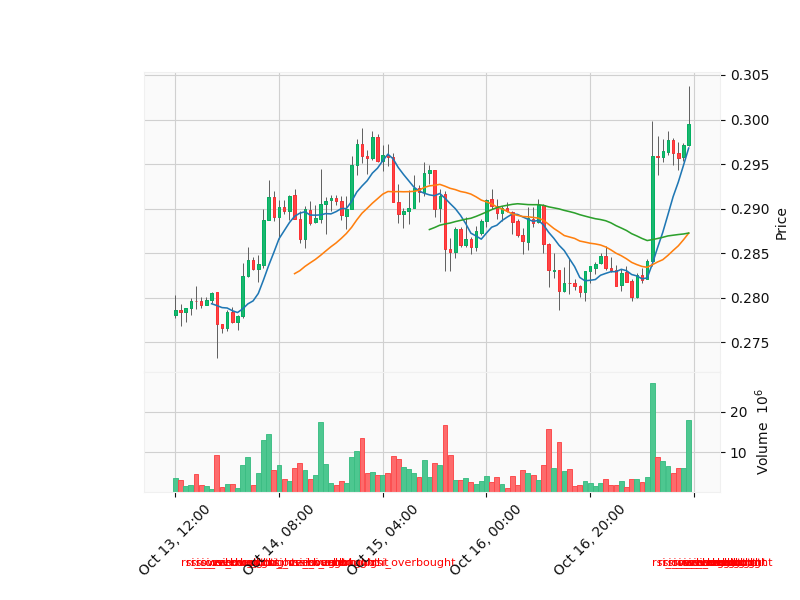 0.305
0.300
0.295
0.290
0.285
0.280
0.275
Price
20
10
Volume 10⁶
Oct 13, 12:00
Oct 14, 08:00
Oct 15, 04:00
Oct 16, 00:00
Oct 16, 20:00
_overbought